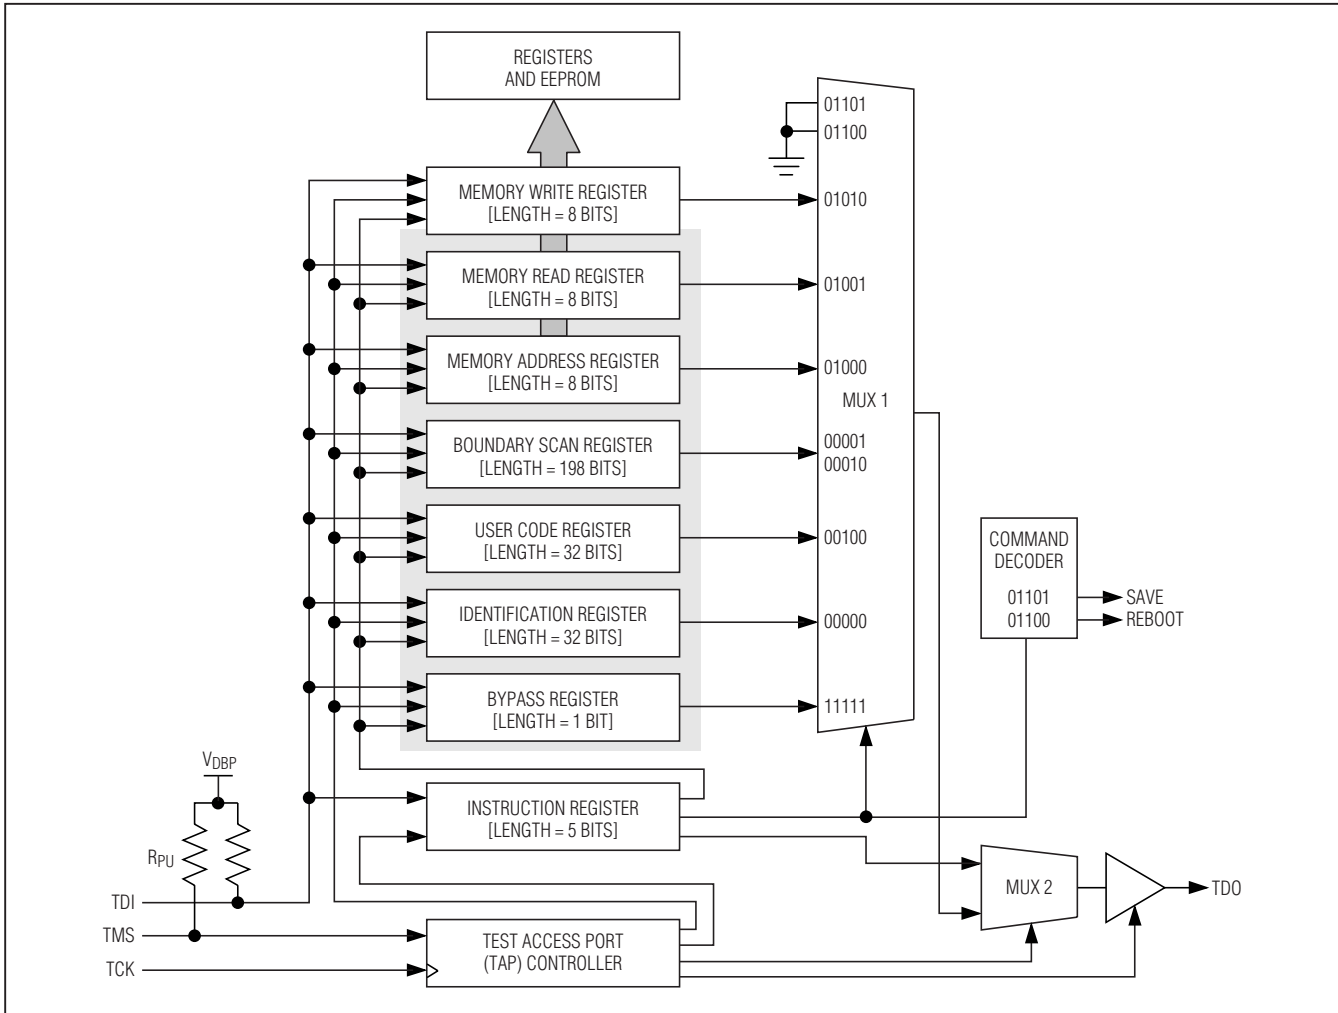 REGISTERS
AND EEPROM
01101
01100
MEMORY WRITE REGISTER
[LENGTH = 8 BITS]
01010
MEMORY READ REGISTER
[LENGTH = 8 BITS]
01001
MEMORY ADDRESS REGISTER
[LENGTH = 8 BITS]
01000
MUX 1
BOUNDARY SCAN REGISTER
[LENGTH = 198 BITS]
00001
00010
USER CODE REGISTER
[LENGTH = 32 BITS]
00100
COMMAND
DECODER
01101
SAVE
01100
REBOOT
IDENTIFICATION REGISTER
[LENGTH = 32 BITS]
00000
BYPASS REGISTER
[LENGTH = 1 BIT]
11111
VDBP
INSTRUCTION REGISTER
[LENGTH = 5 BITS]
RPU
MUX 2
TDO
TDI
TMS
TCK
TEST ACCESS PORT
(TAP) CONTROLLER